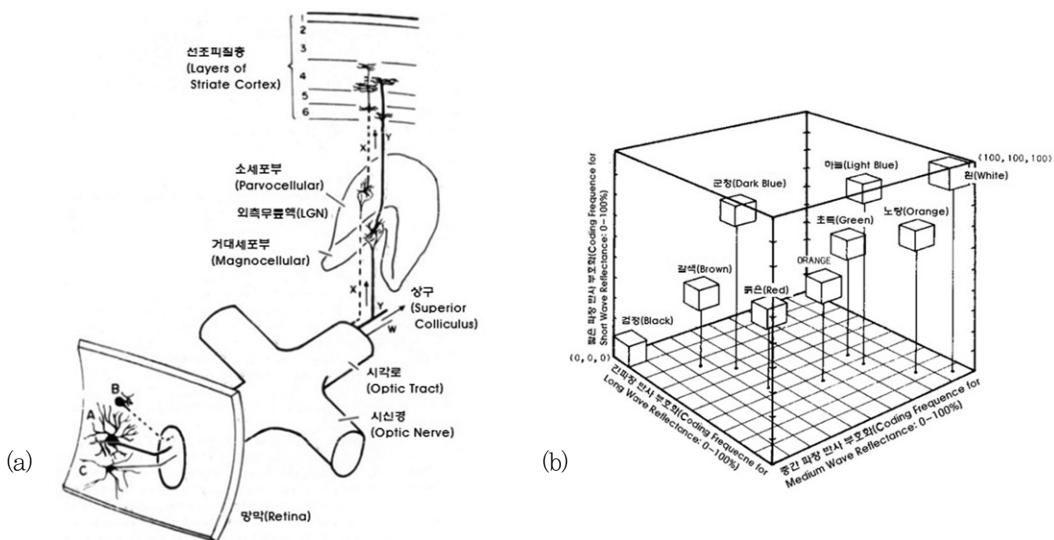 1
2
3
4
5
6
선조피질층
(Layers of
Striate Cortex)
X
Y
소세포부
(Parvocellular)
외측무릎핵(LGN)
거대세포부
(Magnocellular)
X
Y
W
상구
(Superior
Colliculus)
시각로
(Optic Tract)
시신경
(Optic Nerve)
B
A
C
망막(Retina)
(a)
(100,100,100)
하늘(Light Blue)
흰(White)
군청(Dark Blue)
노랑(Orange)
초록(Green)
ORANGE
갈색(Brown)
붉은(Red)
검정(Black)
(0,0,0)
짧은 파장 반사 부호화(Coding Frequence for
Short Wave Reflectance: 0-100%)
긴파장 반사 부호화(Coding Frequecne for
Long Wave Reflectance: 0-100%)
중간 파장 반사 부호화(Coding Frequence for
Medium Wave Reflectance: 0-100%)
(b)